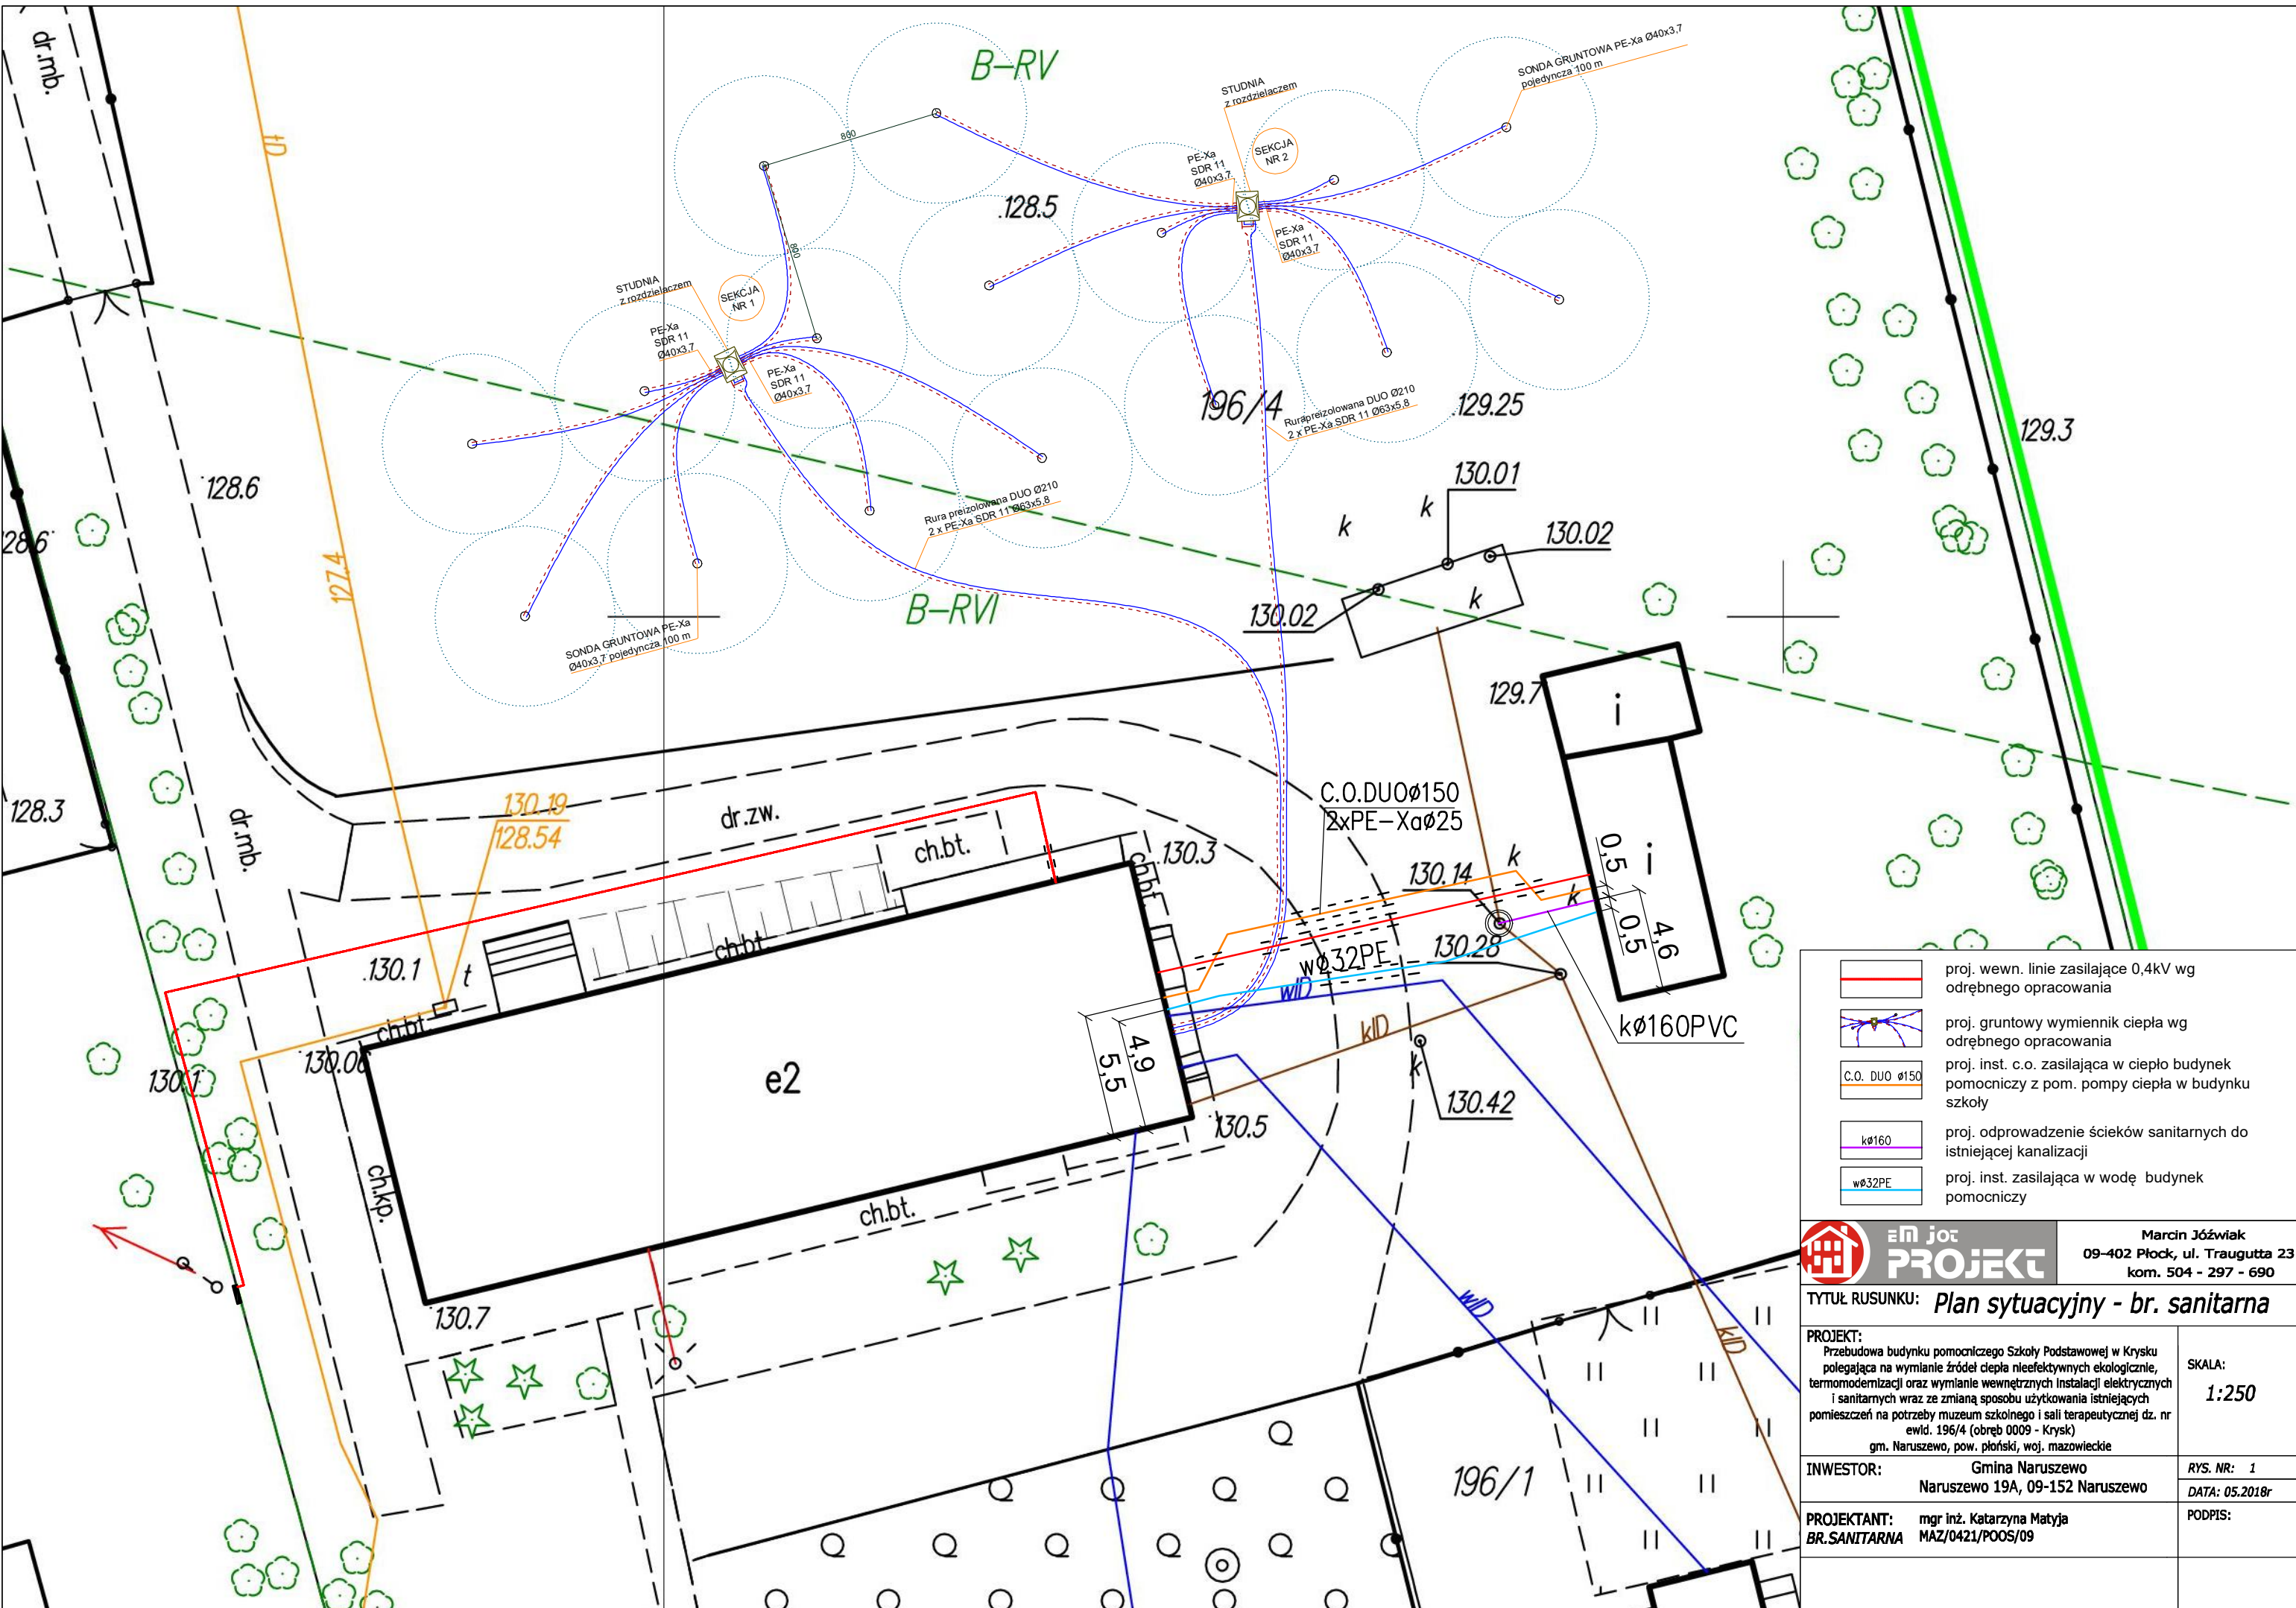 dr.mb.
tD
B-RV
STUDNIA
z rozdzielaczem
SONDA GRUNTOWA PE-Xa Ø40x3,7
pojedyncza 100 m
800
SEKCJA
NR 2
PE-Xa
SDR 11
Ø40x3,7
.128.5
PE-Xa
SDR 11
Ø40x3,7
800
STUDNIA
z rozdzielaczem
SEKCJA
NR 1
PE-Xa
SDR 11
Ø40x3,7
PE-Xa
SDR 11
Ø40x3,7
196/4
Rura preizolowana DUO Ø210
2 x PE-Xa SDR 11 Ø63x5,8
.129.25
129.3
128.6
128.6
127.4
Rura preizolowana DUO Ø210
2 x PE-Xa SDR 11 Ø63x5,8
130.01
k
k
130.02
k
130.02
B-RVI
SONDA GRUNTOWA PE-Xa
Ø40x3,7 pojedyncza 100 m
129.7
i
128.3
130.19
128.54
dr.mb.
dr.zw.
C.O.DUOø150
2xPE-Xaø25
ch.bt.
.130.3
ch.bt.
130.14
k
k
0,5
i
0,5
4,6
ch.bt.
.130.1
t
wø32PE
130.28
wID
kID
kø160PVC
ch.bt.
130.06
130.1
e2
4,9
5,5
k
130.42
130.5
ch.kp.
ch.bt.
130.7
wID
kID
196/1
proj. wewn. linie zasilające 0,4kV wg
odrębnego opracowania
proj. gruntowy wymiennik ciepła wg
odrębnego opracowania
C.O. DUO ø150
proj. inst. c.o. zasilająca w ciepło budynek
pomocniczy z pom. pompy ciepła w budynku
szkoły
kø160
proj. odprowadzenie ścieków sanitarnych do
istniejącej kanalizacji
wø32PE
proj. inst. zasilająca w wodę budynek
pomocniczy
EM jot
PROJEKT
Marcin Jóźwiak
09-402 Płock, ul. Traugutta 23
kom. 504 - 297 - 690
TYTUŁ RUSUNKU: Plan sytuacyjny - br. sanitarna
PROJEKT:
Przebudowa budynku pomocniczego Szkoły Podstawowej w Krysku
polegająca na wymianie źródeł ciepła nieefektywnych ekologicznie,
termomodernizacji oraz wymianie wewnętrznych instalacji elektrycznych
i sanitarnych wraz ze zmianą sposobu użytkowania istniejących
pomieszczeń na potrzeby muzeum szkolnego i sali terapeutycznej dz. nr
ewid. 196/4 (obręb 0009 - Krysk)
gm. Naruszewo, pow. płoński, woj. mazowieckie
SKALA:
1:250
INWESTOR: Gmina Naruszewo
Naruszewo 19A, 09-152 Naruszewo
RYS. NR: 1
DATA: 05.2018r
PROJEKTANT: mgr inż. Katarzyna Matyja
BR.SANITARNA MAZ/0421/POOS/09
PODPIS: